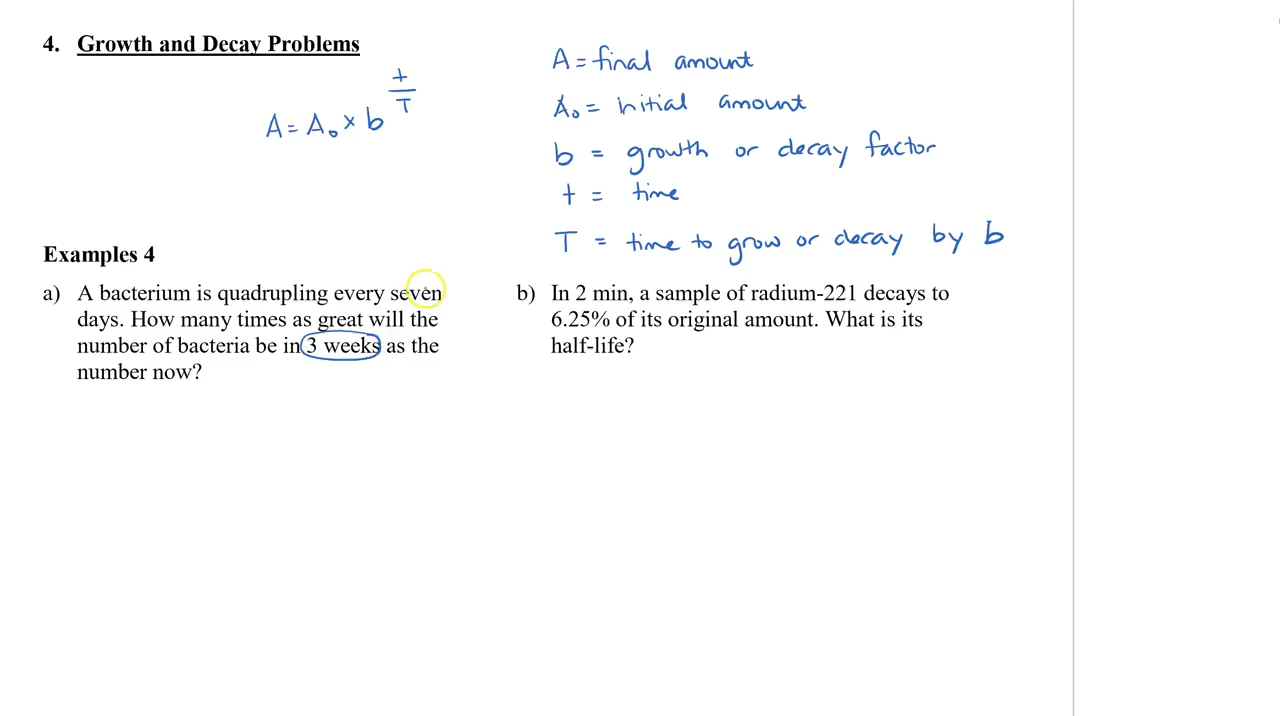 4. Growth and Decay Problems
A = A₀ × b^(t/T)
A = final amount
A₀ = initial amount
b = growth or decay factor
t = time
T = time to grow or decay by b
Examples 4
a) A bacterium is quadrupling every seven
days. How many times as great will the
number of bacteria be in 3 weeks as the
number now?
b) In 2 min, a sample of radium-221 decays to
6.25% of its original amount. What is its
half-life?